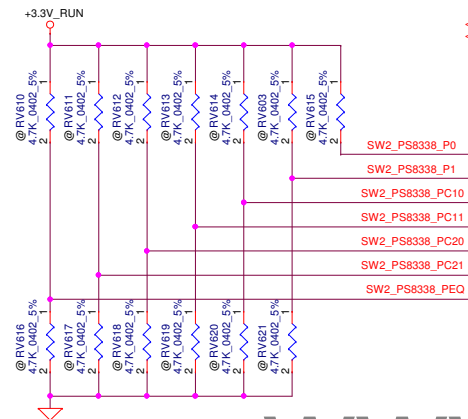 +3.3V_RUN
@RV610
4.7K_0402_5%
1
2
@RV611
4.7K_0402_5%
1
2
@RV612
4.7K_0402_5%
1
2
@RV613
4.7K_0402_5%
1
2
@RV614
4.7K_0402_5%
1
2
@RV603
4.7K_0402_5%
1
2
@RV615
4.7K_0402_5%
1
2
SW2_PS8338_P0
SW2_PS8338_P1
SW2_PS8338_PC10
SW2_PS8338_PC11
SW2_PS8338_PC20
SW2_PS8338_PC21
SW2_PS8338_PEQ
@RV616
4.7K_0402_5%
1
2
@RV617
4.7K_0402_5%
1
2
@RV618
4.7K_0402_5%
1
2
@RV619
4.7K_0402_5%
1
2
@RV620
4.7K_0402_5%
1
2
@RV621
4.7K_0402_5%
1
2